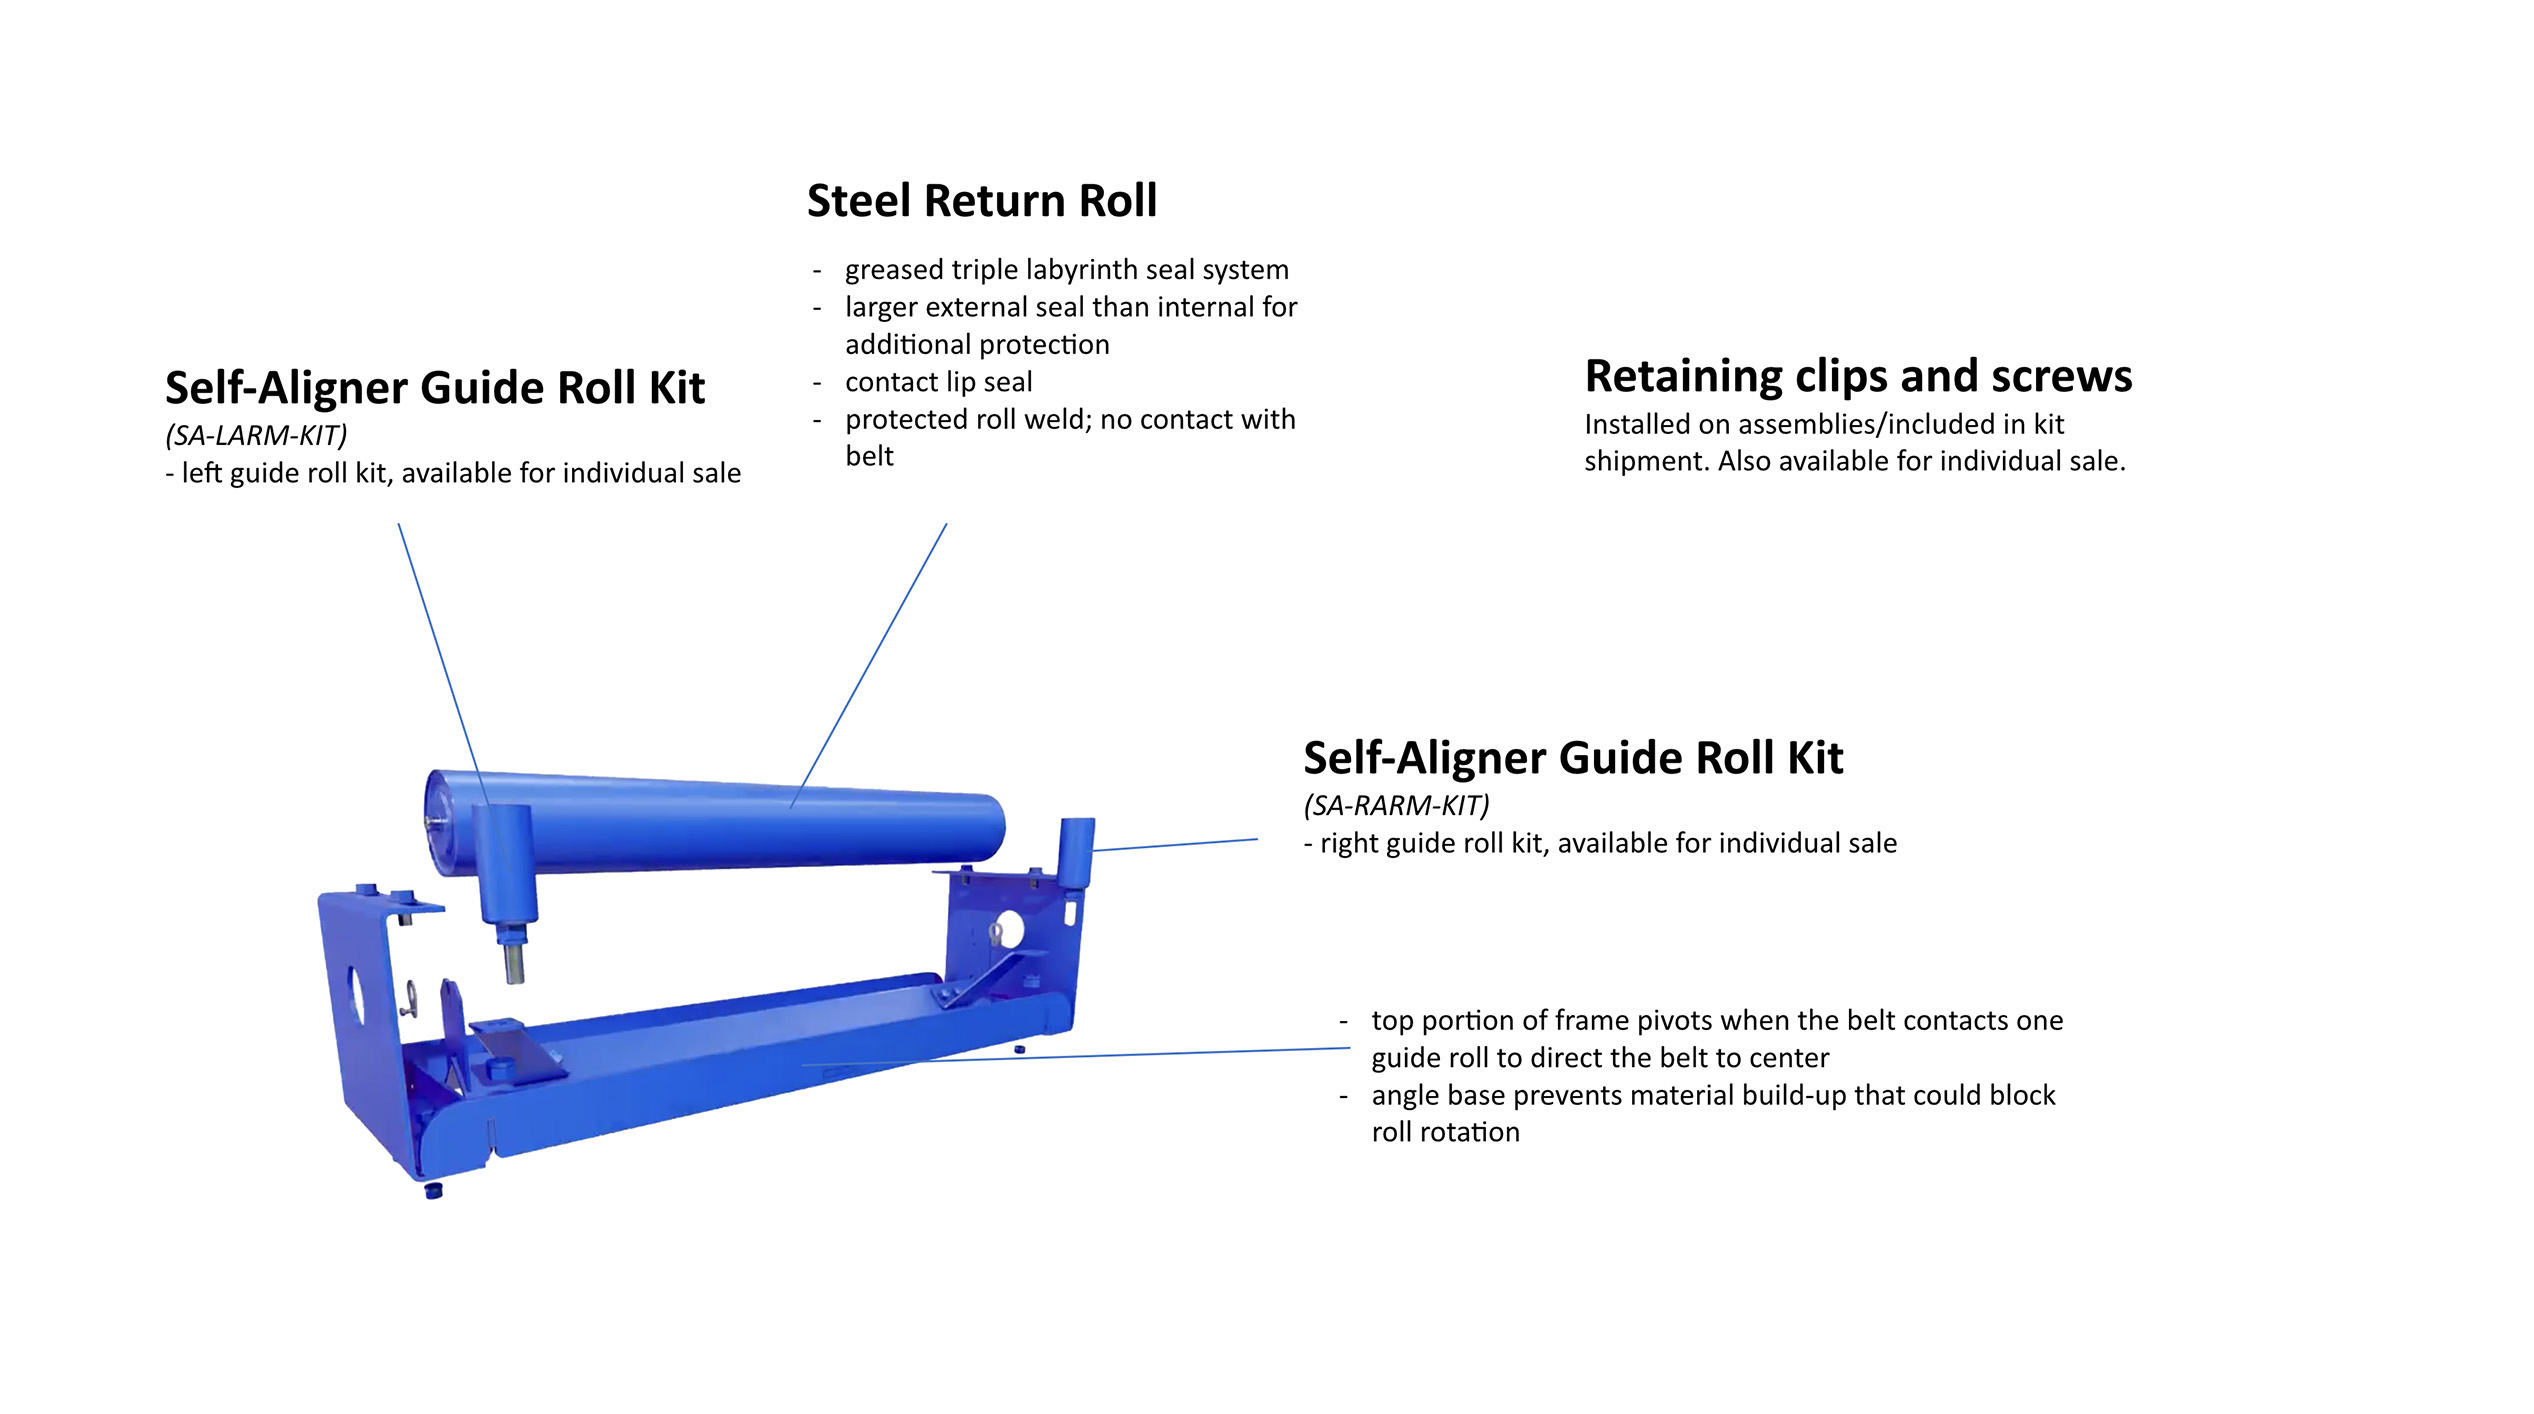 Steel Return Roll
- greased triple labyrinth seal system
- larger external seal than internal for
additional protection
- contact lip seal
- protected roll weld; no contact with
belt
Self-Aligner Guide Roll Kit
(SA-LARM-KIT)
- left guide roll kit, available for individual sale
Retaining clips and screws
Installed on assemblies/included in kit
shipment. Also available for individual sale.
Self-Aligner Guide Roll Kit
(SA-RARM-KIT)
- right guide roll kit, available for individual sale
- top portion of frame pivots when the belt contacts one
guide roll to direct the belt to center
- angle base prevents material build-up that could block
roll rotation